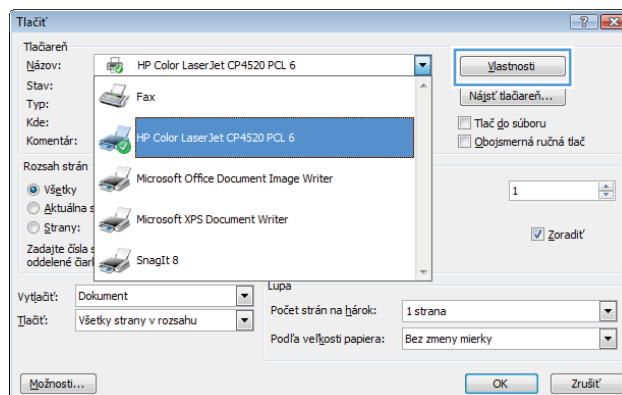 Tlačiť
Tlačiareň
Názov: HP Color LaserJet CP4520 PCL 6 Vlastnosti
Stav: Nájsť tlačiareň...
Typ:
Kde: Tlač do súboru
Komentár: Obojsmerná ručná tlač
Fax
HP Color LaserJet CP4520 PCL 6
Microsoft Office Document Image Writer
Microsoft XPS Document Writer
SnagIt 8
Rozsah strán
Všetky 1
Aktuálna s
Strany: Zoradiť
Zadajte čísla s
oddelené čiar
Vytlačiť: Dokument
Tlačiť: Všetky strany v rozsahu
Lupa
Počet strán na hárok: 1 strana
Podľa veľkosti papiera: Bez zmeny mierky
Možnosti... OK Zrušiť